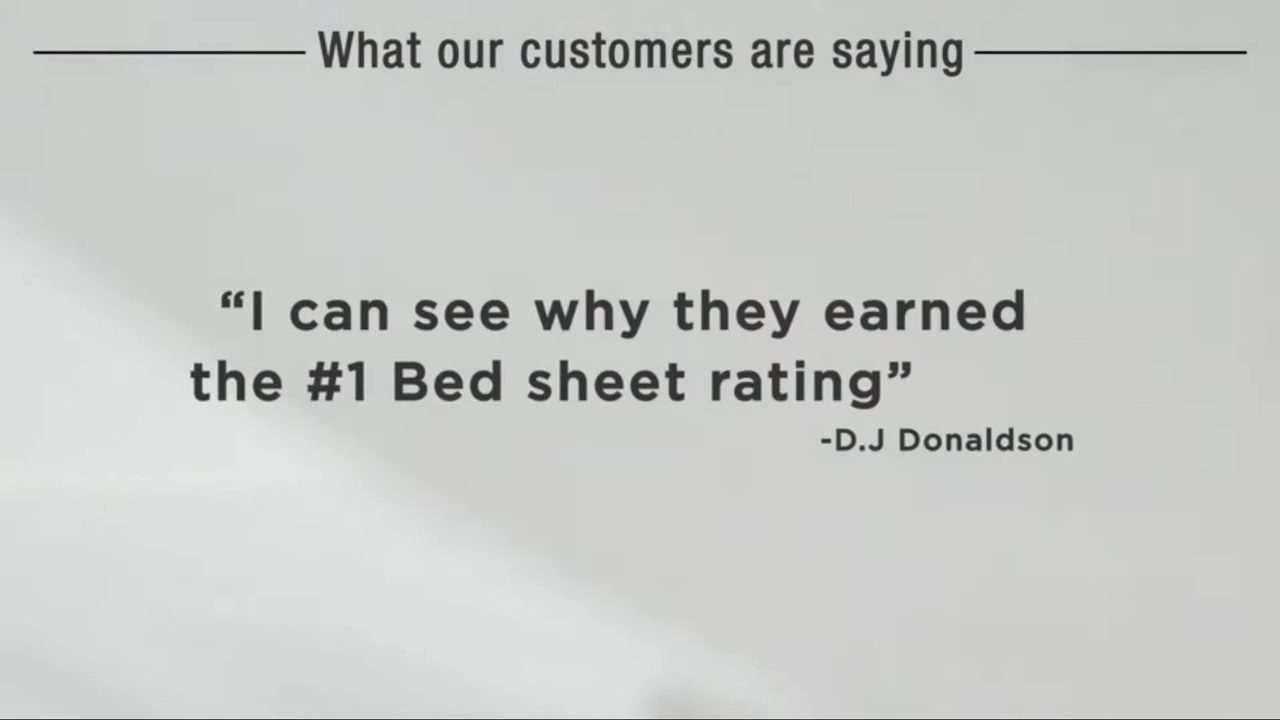 What our customers are saying
“I can see why they earned
the #1 Bed sheet rating”
-D.J Donaldson